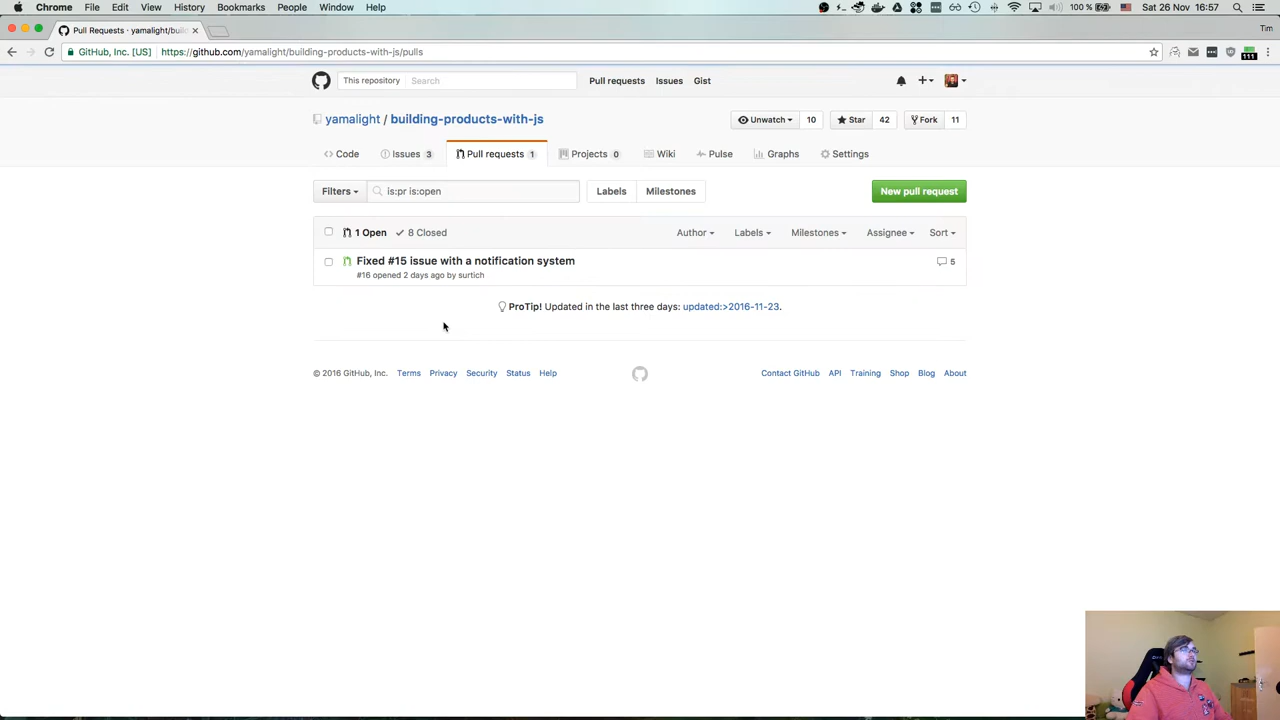 Chrome File Edit View History Bookmarks People Window Help 100 % Sat 26 Nov 16:57
Pull Requests · yamalight/build Tim
GitHub, Inc. [US] https://github.com/yamalight/building-products-with-js/pulls 111
This repository Search Pull requests Issues Gist
yamalight / building-products-with-js Unwatch 10 Star 42 Fork 11
Code Issues 3 Pull requests 1 Projects 0 Wiki Pulse Graphs Settings
Filters is:pr is:open Labels Milestones New pull request
1 Open 8 Closed Author Labels Milestones Assignee Sort
Fixed #15 issue with a notification system 5
#16 opened 2 days ago by surtich
ProTip! Updated in the last three days: updated:>2016-11-23.
© 2016 GitHub, Inc. Terms Privacy Security Status Help Contact GitHub API Training Shop Blog About